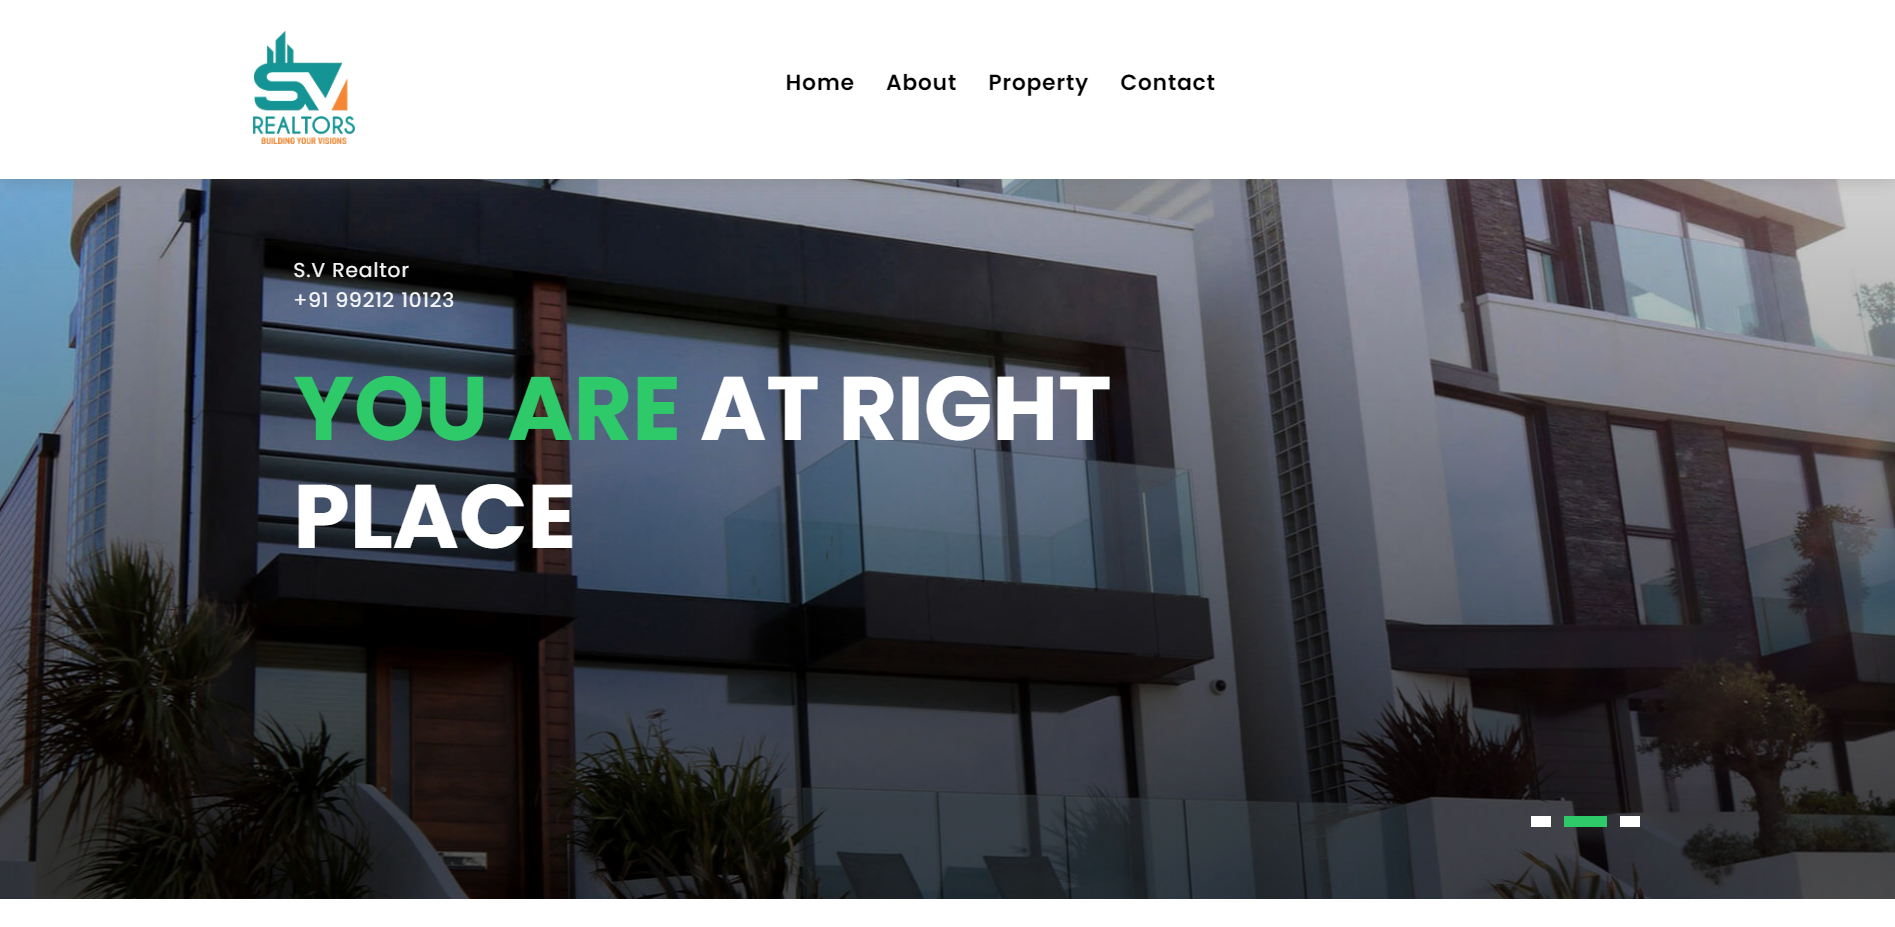 SV
REALTORS
BUILDING YOUR VISIONS
Home About Property Contact
S.V Realtor
+91 99212 10123
YOU ARE AT RIGHT
PLACE